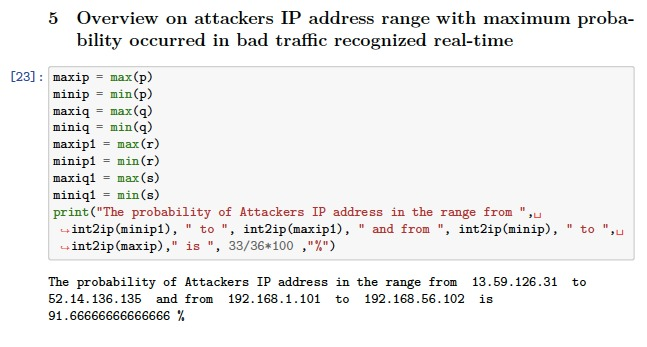 5 Overview on attackers IP address range with maximum proba-
bility occurred in bad traffic recognized real-time
[23]: maxip = max(p)
minip = min(p)
maxiq = max(q)
miniq = min(q)
maxip1 = max(r)
minip1 = min(r)
maxiq1 = max(s)
miniq1 = min(s)
print("The probability of Attackers IP address in the range from ",␣
↪int2ip(minip1), " to ", int2ip(maxip1), " and from ", int2ip(minip), " to ",␣
↪int2ip(maxip)," is ", 33/36*100 ,"%")
The probability of Attackers IP address in the range from 13.59.126.31 to
52.14.136.135 and from 192.168.1.101 to 192.168.56.102 is
91.66666666666666 %